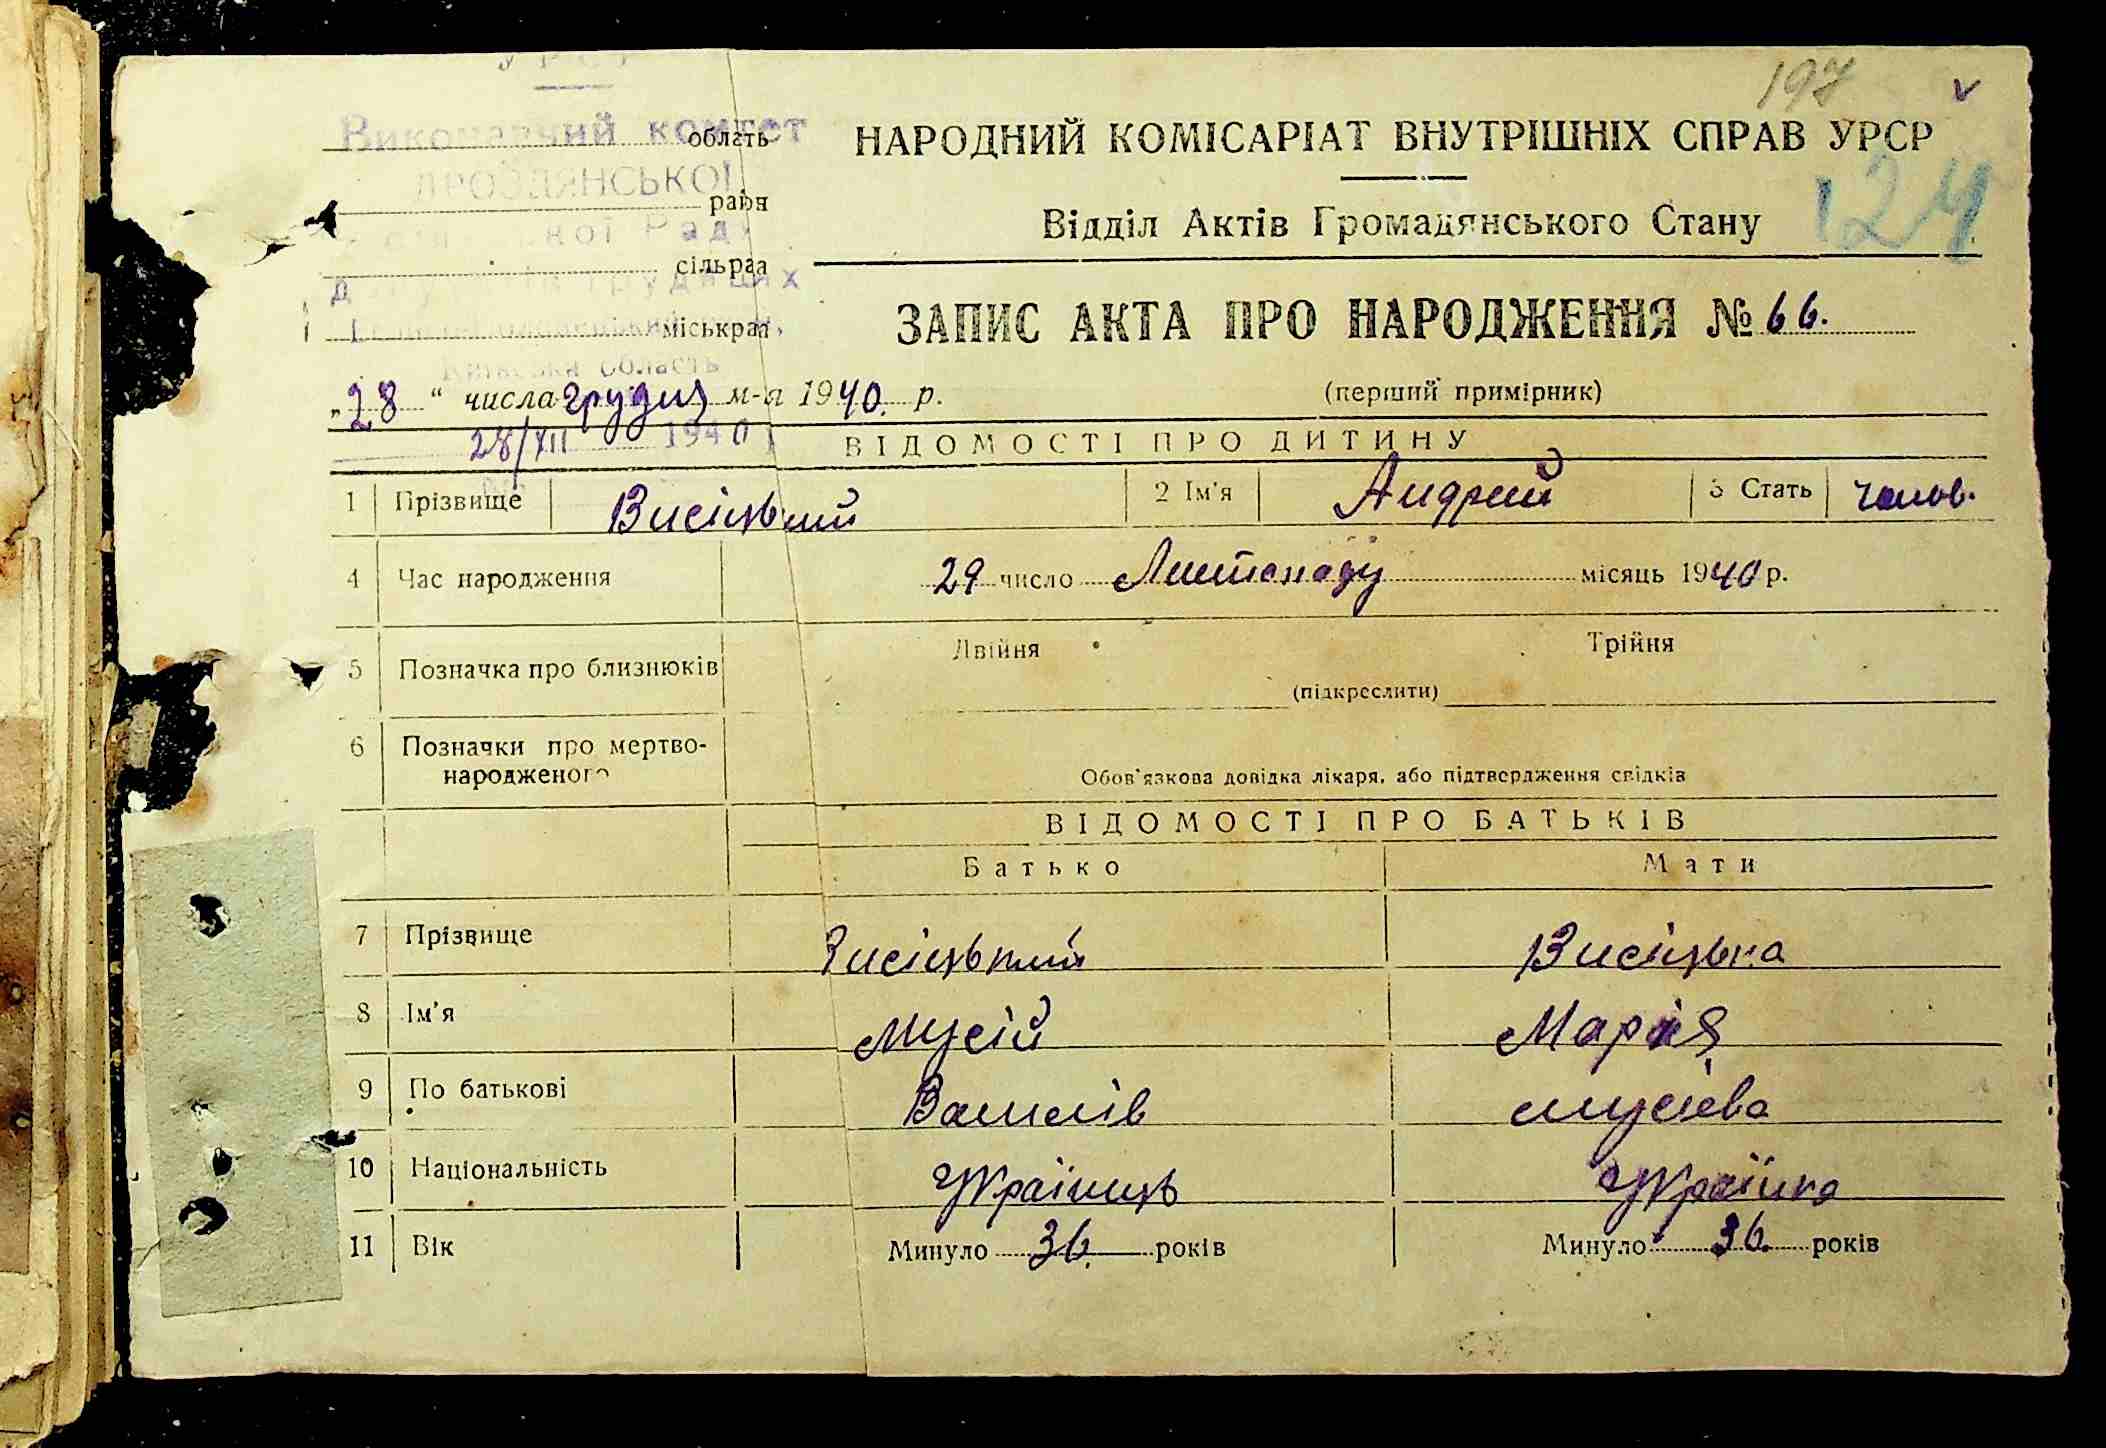 197
124
Виконавчий комітет
область
район
сільрада
міськрада
область
НАРОДНИЙ КОМІСАРІАТ ВНУТРІШНІХ СПРАВ УРСР
Відділ Актів Громадянського Стану
ЗАПИС АКТА ПРО НАРОДЖЕННЯ № 66.
(перший примірник)
„28“ числа грудня м-я 1940. р.
28/XII 1940
ВІДОМОСТІ ПРО ДИТИНУ
1 Прізвище Висіцький 2 Ім'я Андрій 3 Стать чолов.
4 Час народження 29 число Листопаду місяць 1940 р.
5 Позначка про близнюків Двійня Трійня
(підкреслити)
6 Позначки про мертво-
народженого Обов'язкова довідка лікаря, або підтвердження свідків
ВІДОМОСТІ ПРО БАТЬКІВ
Батько Мати
7 Прізвище Висіцький Висіцька
8 Ім'я Мусій Марія
9 По батькові Василів Мусієва
10 Національність Українець Українка
11 Вік Минуло 36. років Минуло 36. років